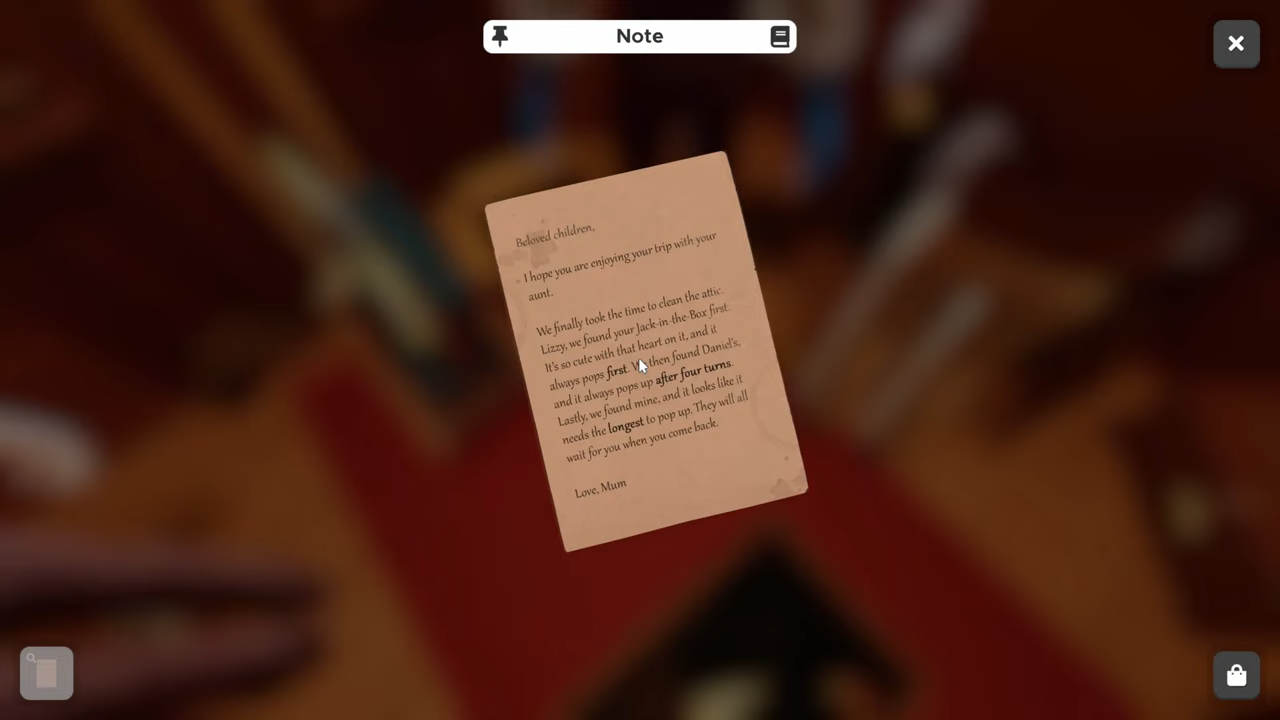 Note
Beloved children,
I hope you are enjoying your trip with your
aunt.
We finally took the time to clean the attic.
Lizzy, we found your Jack-in-the-Box first.
It's so cute with that heart on it, and it
always pops first. We then found Daniel's,
and it always pops up after four turns.
Lastly, we found mine, and it looks like it
needs the longest to pop up. They will all
wait for you when you come back.
Love, Mum